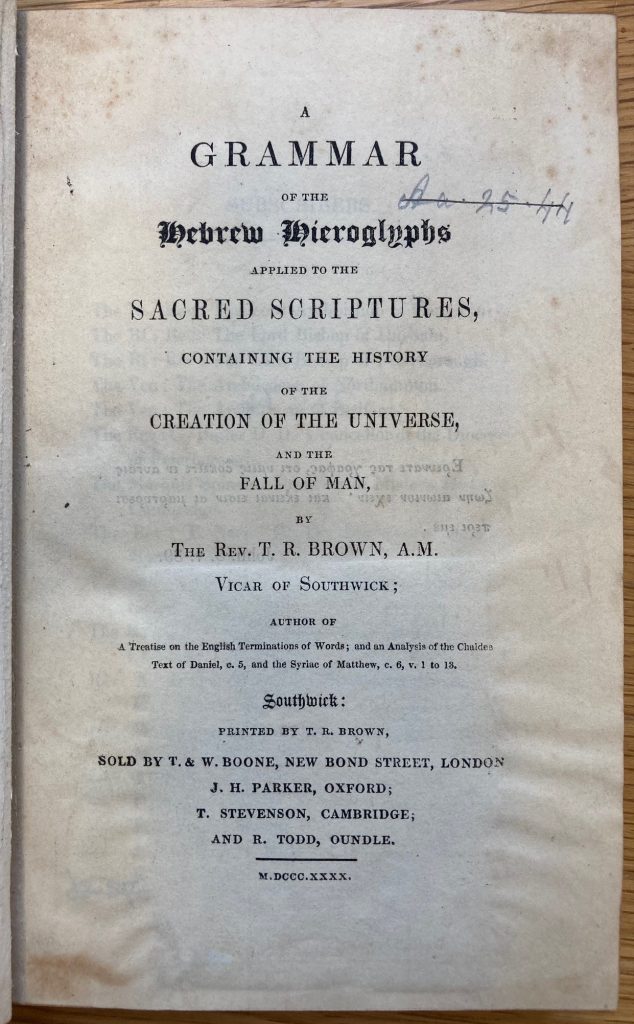 A
GRAMMAR
OF THE
Aa. 25. 44
Hebrew Hieroglyphs
APPLIED TO THE
SACRED SCRIPTURES,
CONTAINING THE HISTORY
OF THE
CREATION OF THE UNIVERSE,
AND THE
FALL OF MAN,
BY
THE REV. T. R. BROWN, A.M.
VICAR OF SOUTHWICK;
AUTHOR OF
A Treatise on the English Terminations of Words; and an Analysis of the Chaldee
Text of Daniel, c. 5, and the Syriac of Matthew, c. 6, v. 1 to 13.
Southwick:
PRINTED BY T. R. BROWN,
SOLD BY T. & W. BOONE, NEW BOND STREET, LONDON
J. H. PARKER, OXFORD;
T. STEVENSON, CAMBRIDGE;
AND R. TODD, OUNDLE.
M.DCCC.XXXX.